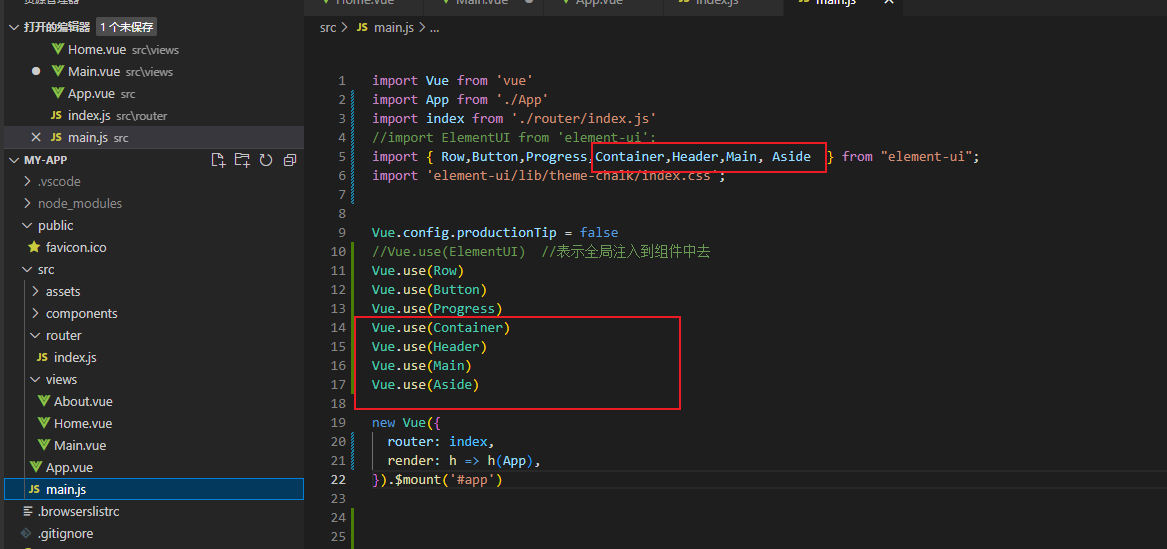 资源管理器
打开的编辑器 1 个未保存
Home.vue src\views
Main.vue src\views
App.vue src
index.js src\router
main.js src
MY-APP
.vscode
node_modules
public
favicon.ico
src
assets
components
router
index.js
views
About.vue
Home.vue
Main.vue
App.vue
main.js
.browserslistrc
.gitignore
Home.vue Main.vue App.vue index.js main.js
src > JS main.js > ...
1 import Vue from 'vue'
2 import App from './App'
3 import index from './router/index.js'
4 //import ElementUI from 'element-ui';
5 import { Row,Button,Progress,Container,Header,Main, Aside } from "element-ui";
6 import 'element-ui/lib/theme-chalk/index.css';
7
8
9 Vue.config.productionTip = false
10 //Vue.use(ElementUI) //表示全局注入到组件中去
11 Vue.use(Row)
12 Vue.use(Button)
13 Vue.use(Progress)
14 Vue.use(Container)
15 Vue.use(Header)
16 Vue.use(Main)
17 Vue.use(Aside)
18
19 new Vue({
20 router: index,
21 render: h => h(App),
22 }).$mount('#app')
23
24
25